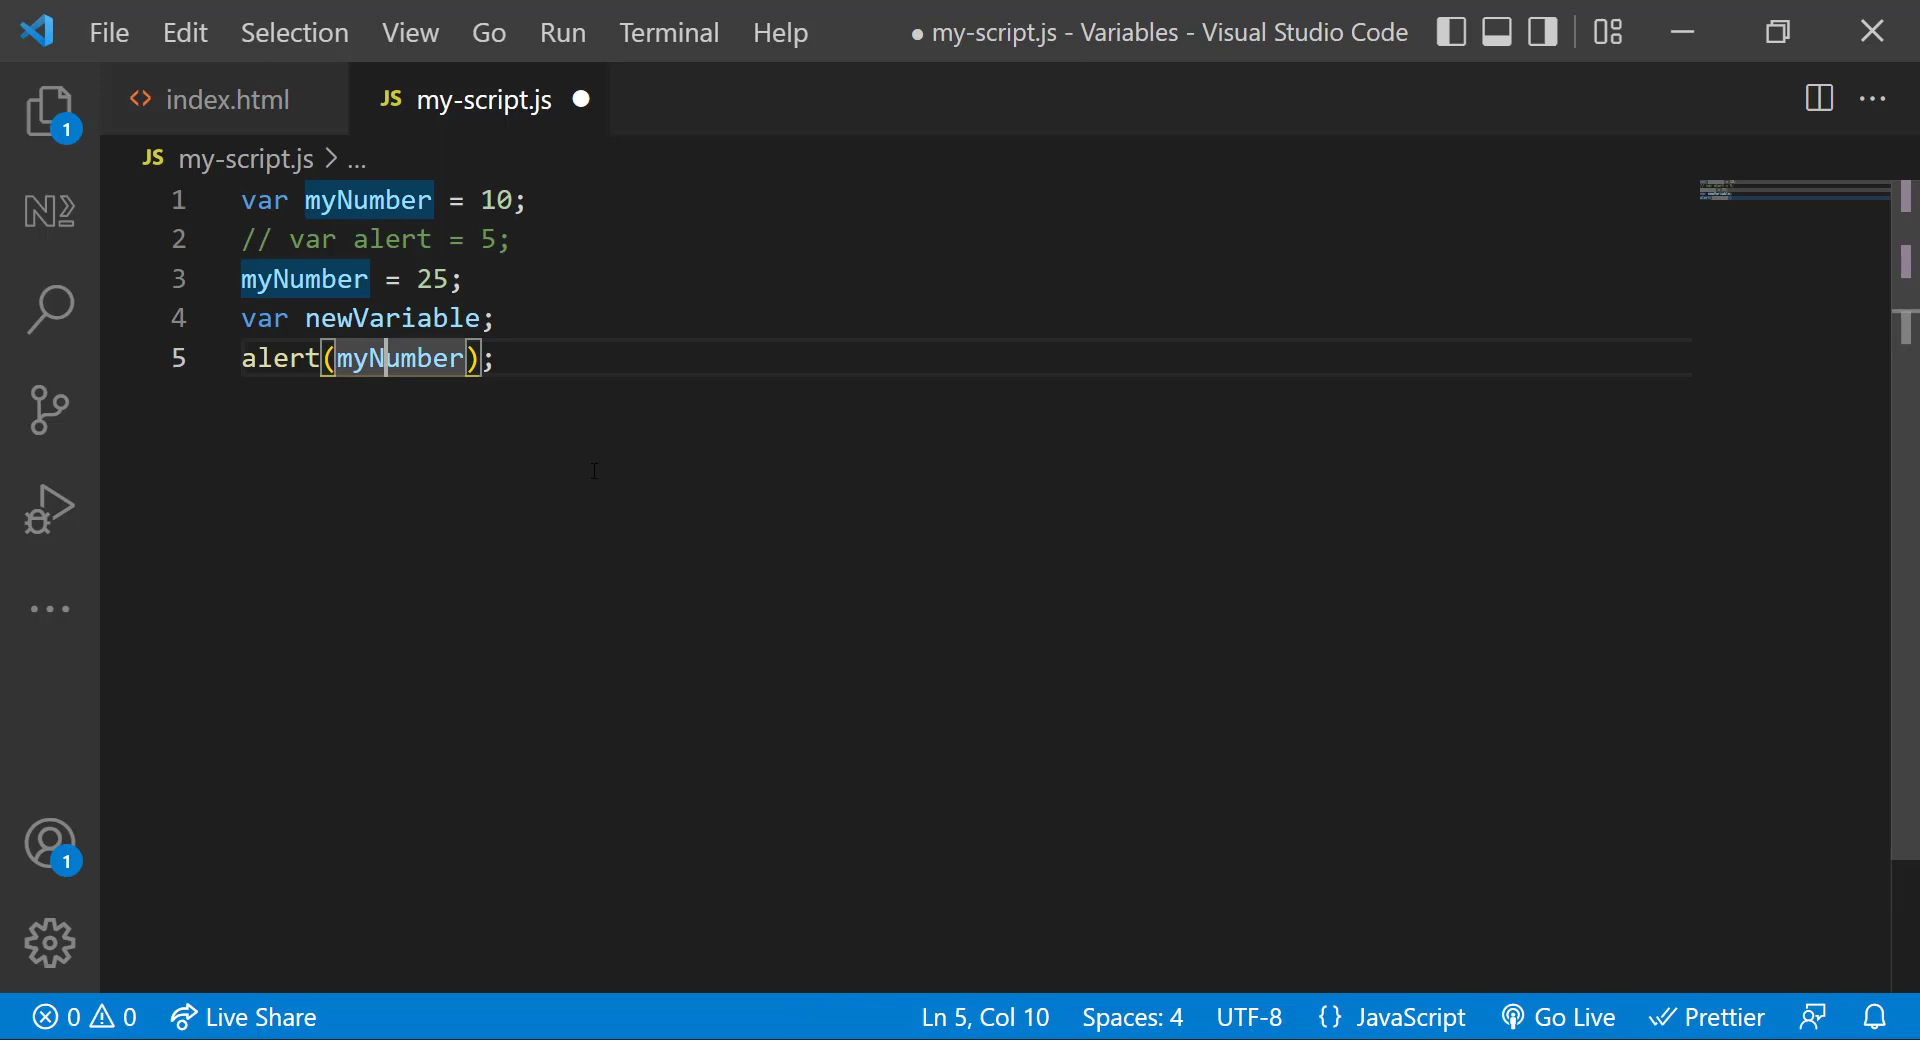 File Edit Selection View Go Run Terminal Help ● my-script.js - Variables - Visual Studio Code
<> index.html JS my-script.js ●
JS my-script.js > ...
1 var myNumber = 10;
2 // var alert = 5;
3 myNumber = 25;
4 var newVariable;
5 alert(myNumber);
1
1
0 0 Live Share Ln 5, Col 10 Spaces: 4 UTF-8 {} JavaScript Go Live Prettier